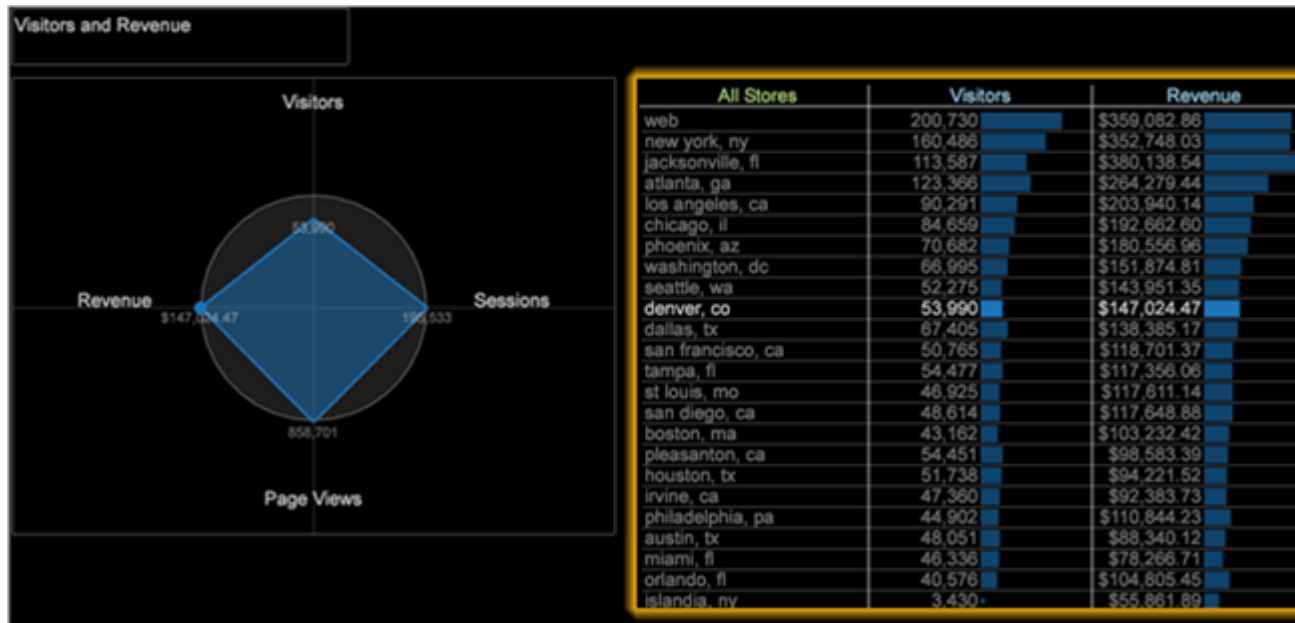 Visitors and Revenue
Visitors
53,990
Revenue
Sessions
$147,024.47
858,701
Page Views
All Stores Visitors Revenue
web 200,730 $359,082.86
new york, ny 160,486 $352,748.03
jacksonville, fl 113,587 $380,138.54
atlanta, ga 123,366 $264,279.44
los angeles, ca 90,291 $203,940.14
chicago, il 84,659 $192,662.60
phoenix, az 70,682 $180,556.96
washington, dc 66,995 $151,874.81
seattle, wa 52,275 $143,951.35
denver, co 53,990 $147,024.47
dallas, tx 67,405 $138,385.17
san francisco, ca 50,765 $118,701.37
tampa, fl 54,477 $117,356.06
st louis, mo 46,925 $117,611.14
san diego, ca 48,614 $117,648.88
boston, ma 43,162 $103,232.42
pleasanton, ca 54,451 $98,583.39
houston, tx 51,738 $94,221.52
irvine, ca 47,360 $92,383.73
philadelphia, pa 44,902 $110,844.23
austin, tx 48,051 $88,340.12
miami, fl 46,336 $78,266.71
orlando, fl 40,576 $104,805.45
islandia, ny 3,430 $55,861.89